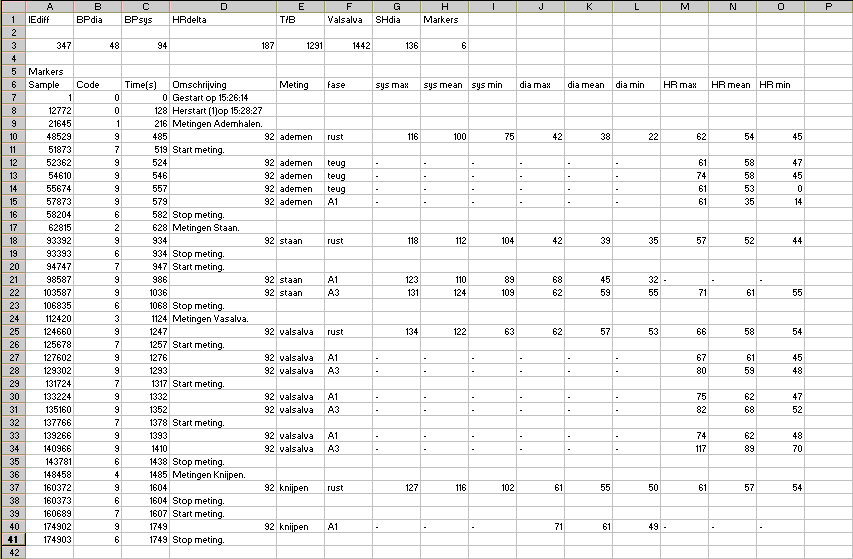 A B C D E F G H I J K L M N O P
1 IEdiff BPdia BPsys HRdelta T/B Valsalva SHdia Markers
2
3 347 48 94 187 1291 1442 136 6
4
5 Markers
6 Sample Code Time(s) Omschrijving Meting fase sys max sys mean sys min dia max dia mean dia min HR max HR mean HR min
7 1 0 0 Gestart op 15:26:14
8 12772 0 128 Herstart (1)op 15:28:27
9 21645 1 216 Metingen Ademhalen.
10 48529 9 485 92 ademen rust 116 100 75 42 38 22 62 54 45
11 51873 7 519 Start meting.
12 52362 9 524 92 ademen teug - - - - - - 61 58 47
13 54610 9 546 92 ademen teug - - - - - - 74 58 45
14 55674 9 557 92 ademen teug - - - - - - 61 53 0
15 57873 9 579 92 ademen A1 - - - - - - 61 35 14
16 58204 6 582 Stop meting.
17 62815 2 628 Metingen Staan.
18 93392 9 934 92 staan rust 118 112 104 42 39 35 57 52 44
19 93393 6 934 Stop meting.
20 94747 7 947 Start meting.
21 98587 9 986 92 staan A1 123 110 89 68 45 32 - - -
22 103587 9 1036 92 staan A3 131 124 109 62 59 55 71 61 55
23 106835 6 1068 Stop meting.
24 112420 3 1124 Metingen Vasalva.
25 124660 9 1247 92 valsalva rust 134 122 63 62 57 53 66 58 54
26 125678 7 1257 Start meting.
27 127602 9 1276 92 valsalva A1 - - - - - - 67 61 45
28 129302 9 1293 92 valsalva A3 - - - - - - 80 59 48
29 131724 7 1317 Start meting.
30 133224 9 1332 92 valsalva A1 - - - - - - 75 62 47
31 135160 9 1352 92 valsalva A3 - - - - - - 82 68 52
32 137766 7 1378 Start meting.
33 139266 9 1393 92 valsalva A1 - - - - - - 74 62 48
34 140966 9 1410 92 valsalva A3 - - - - - - 117 89 70
35 143781 6 1438 Stop meting.
36 148458 4 1485 Metingen Knijpen.
37 160372 9 1604 92 knijpen rust 127 116 102 61 55 50 61 57 54
38 160373 6 1604 Stop meting.
39 160689 7 1607 Start meting.
40 174902 9 1749 92 knijpen A1 - - - 71 61 49 - - -
41 174903 6 1749 Stop meting.
42